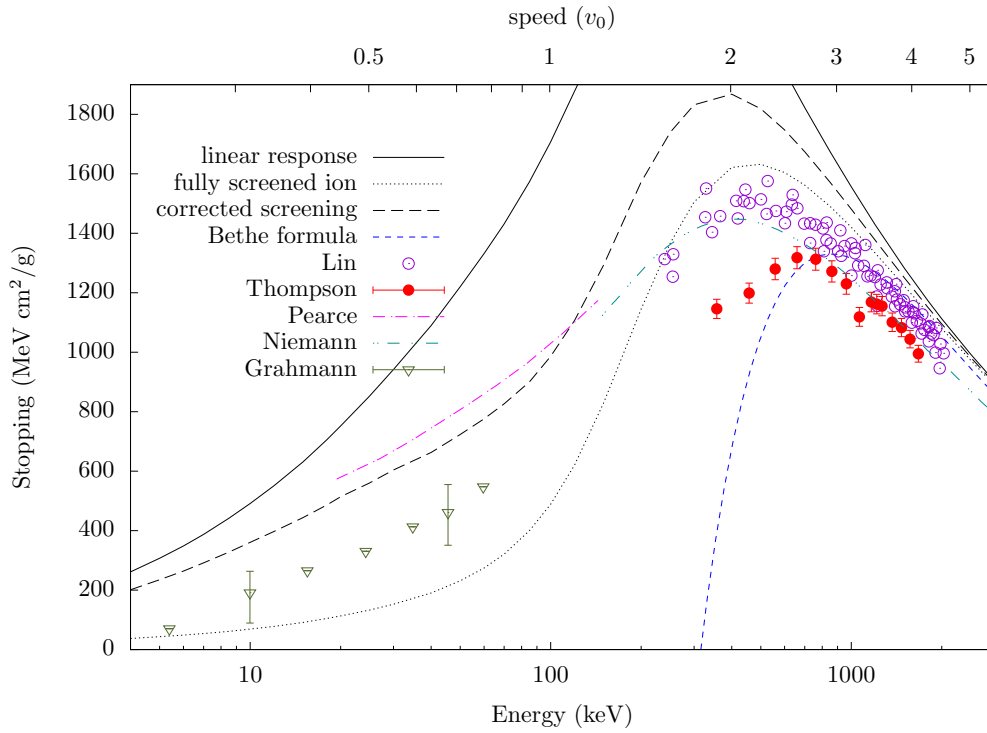 speed (v₀)
0.5 1 2 3 4 5
1800
1600
1400
1200
1000
800
600
400
200
0
Stopping (MeV cm²/g)
linear response
fully screened ion
corrected screening
Bethe formula
Lin
Thompson
Pearce
Niemann
Grahmann
10 100 1000
Energy (keV)